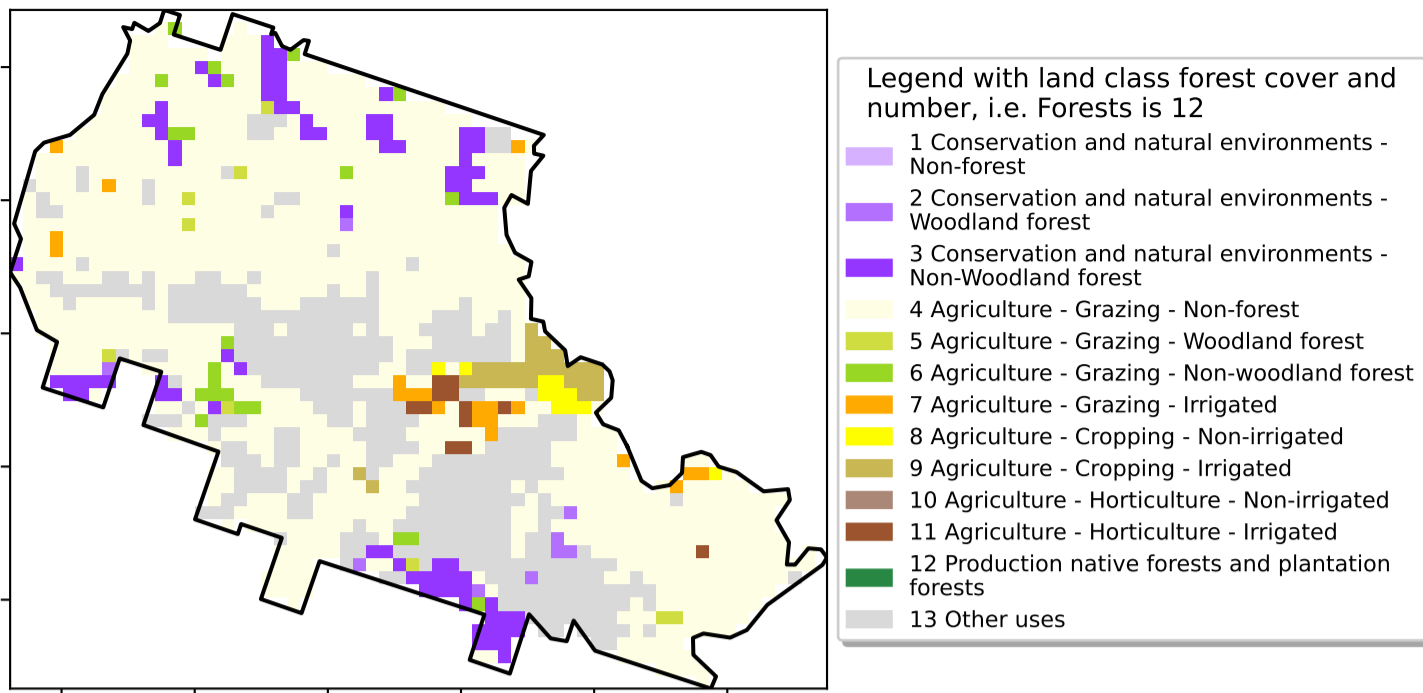 Legend with land class forest cover and
number, i.e. Forests is 12
1 Conservation and natural environments -
Non-forest
2 Conservation and natural environments -
Woodland forest
3 Conservation and natural environments -
Non-Woodland forest
4 Agriculture - Grazing - Non-forest
5 Agriculture - Grazing - Woodland forest
6 Agriculture - Grazing - Non-woodland forest
7 Agriculture - Grazing - Irrigated
8 Agriculture - Cropping - Non-irrigated
9 Agriculture - Cropping - Irrigated
10 Agriculture - Horticulture - Non-irrigated
11 Agriculture - Horticulture - Irrigated
12 Production native forests and plantation
forests
13 Other uses